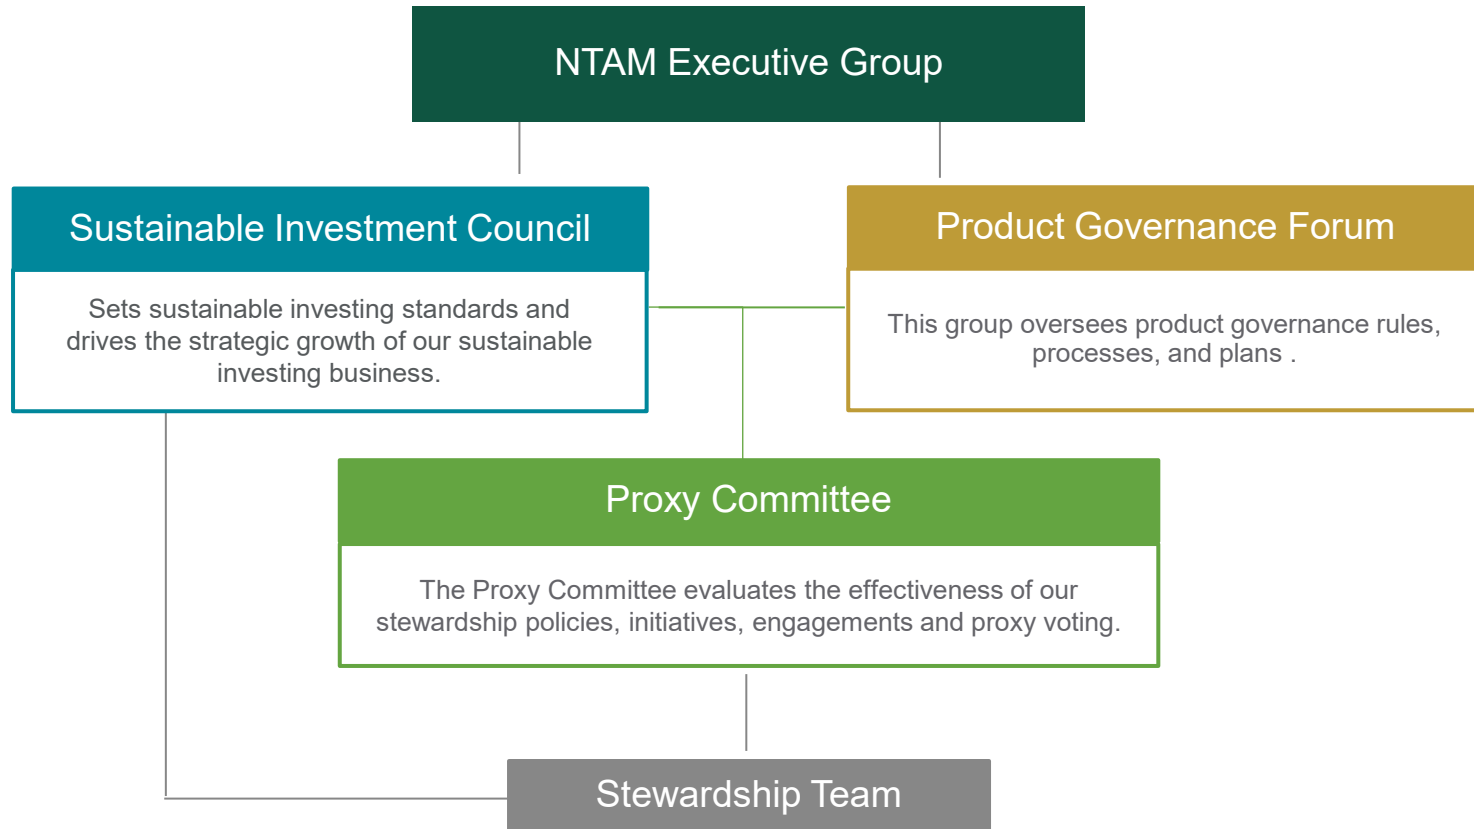 NTAM Executive Group
Sustainable Investment Council
Sets sustainable investing standards and
drives the strategic growth of our sustainable
investing business.
Product Governance Forum
This group oversees product governance rules,
processes, and plans .
Proxy Committee
The Proxy Committee evaluates the effectiveness of our
stewardship policies, initiatives, engagements and proxy voting.
Stewardship Team